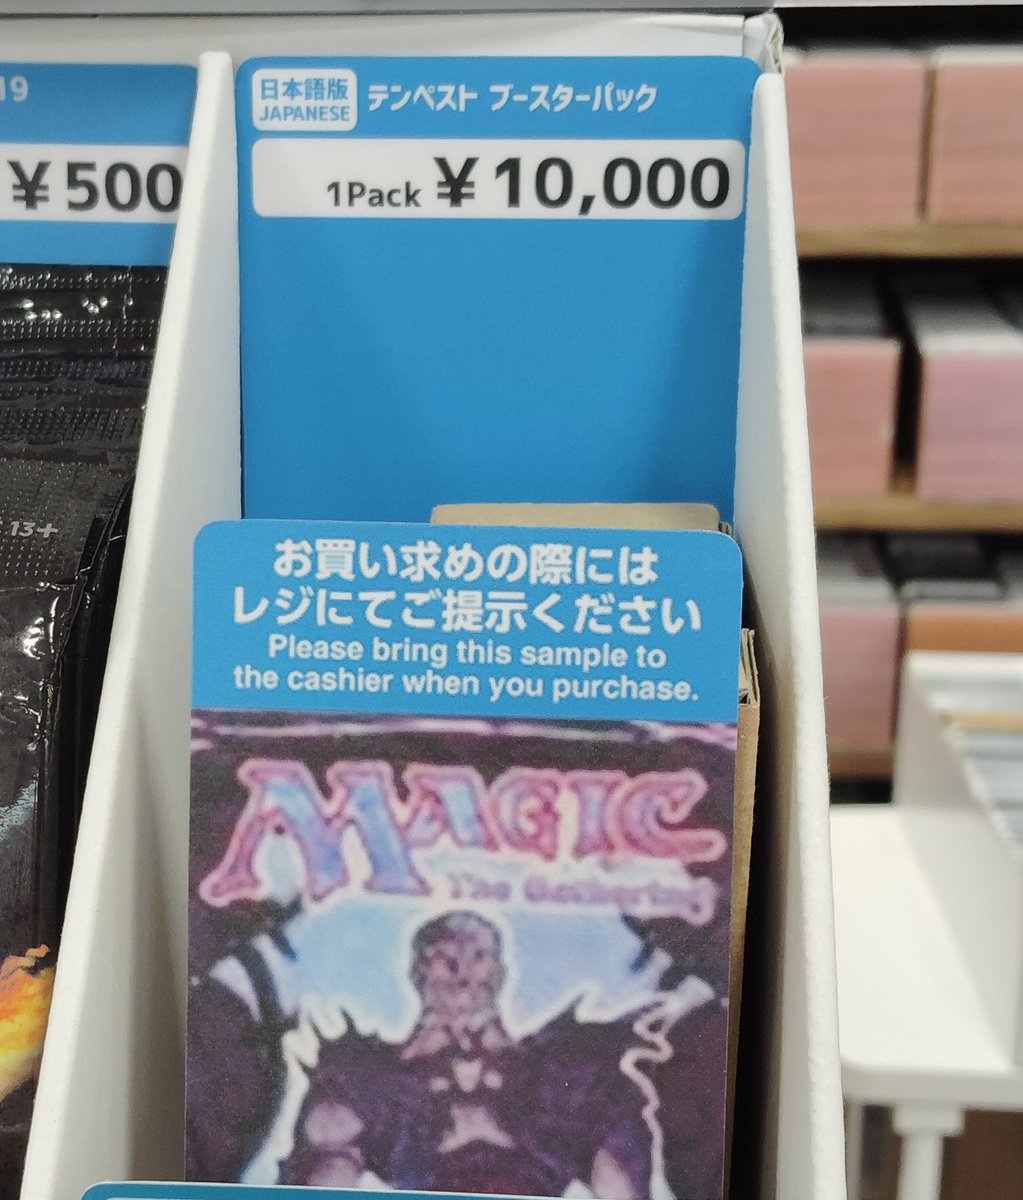 19
¥500
日本語版
JAPANESE
テンペスト ブースターパック
1Pack ¥10,000
13+
お買い求めの際には
レジにてご提示ください
Please bring this sample to
the cashier when you purchase.
MAGIC
The Gathering